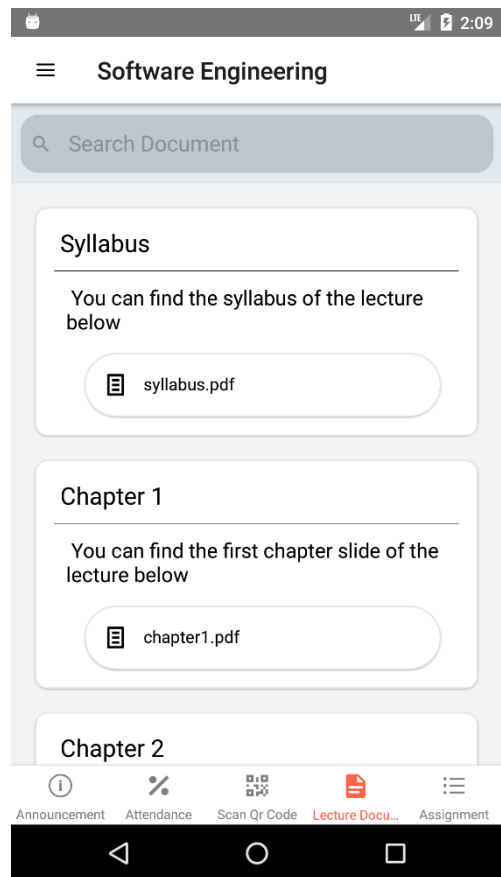 LTE 2:09
Software Engineering
Search Document
Syllabus
You can find the syllabus of the lecture
below
syllabus.pdf
Chapter 1
You can find the first chapter slide of the
lecture below
chapter1.pdf
Chapter 2
Announcement Attendance Scan Qr Code Lecture Docu... Assignment